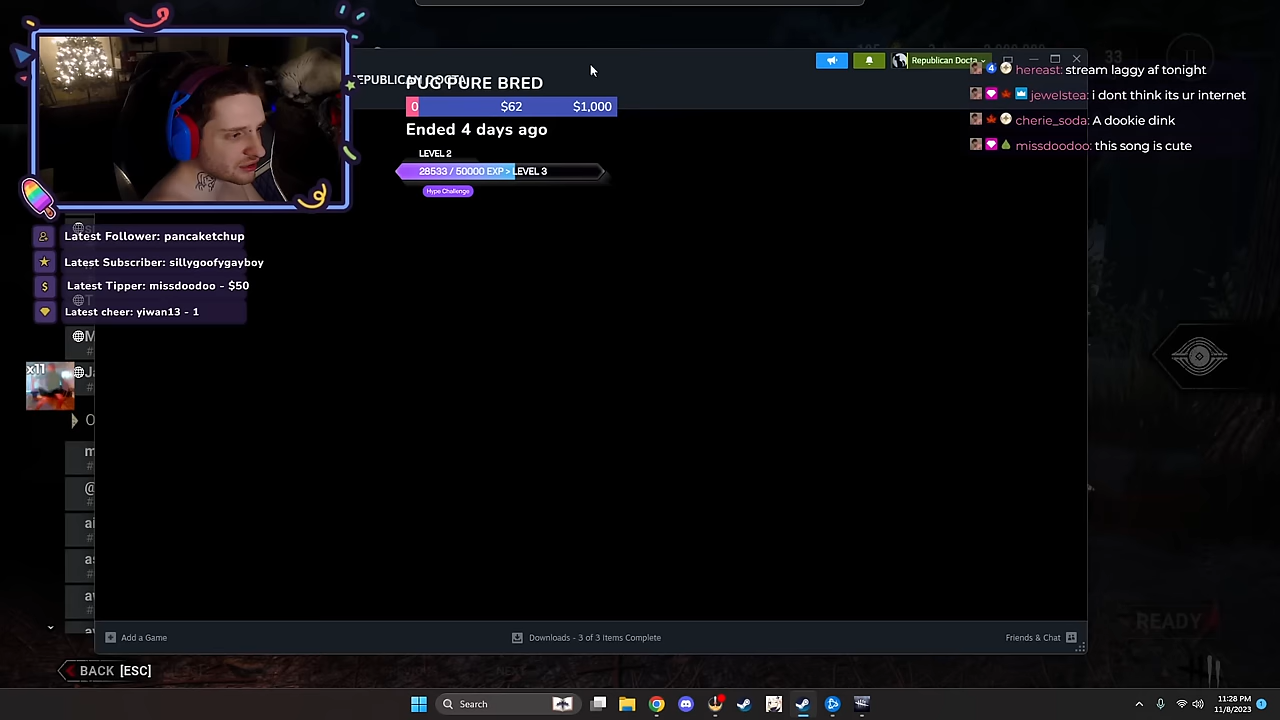 PUG PURE BRED
0 $62 $1,000
Ended 4 days ago
LEVEL 2
28533 / 50000 EXP > LEVEL 3
Hype Challenge
Republican Docta
hereast: stream laggy af tonight
jewelstea: i dont think its ur internet
cherie_soda: A dookie dink
missdoodoo: this song is cute
Latest Follower: pancaketchup
Latest Subscriber: sillygoofygayboy
Latest Tipper: missdoodoo - $50
Latest cheer: yiwan13 - 1
x11
Add a Game
Downloads - 3 of 3 Items Complete
Friends & Chat
READY
BACK [ESC]
Search
11:28 PM
11/8/2023